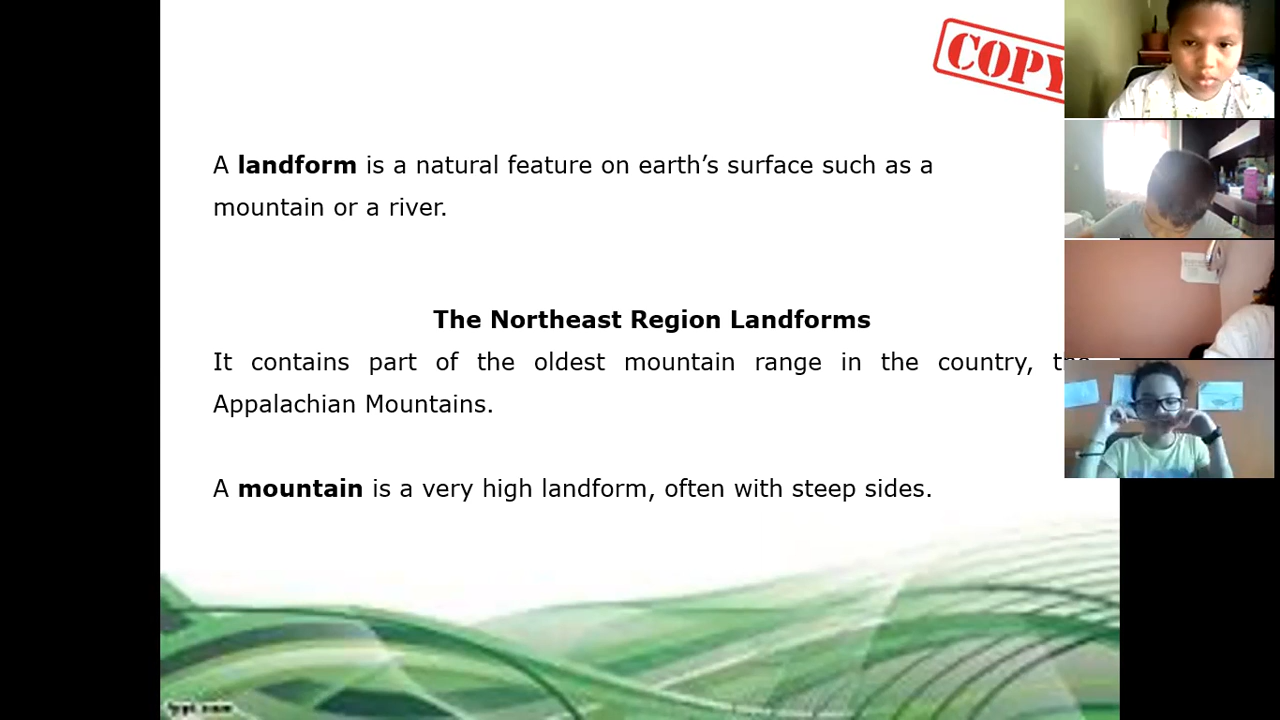 COPY
A landform is a natural feature on earth’s surface such as a
mountain or a river.
The Northeast Region Landforms
It contains part of the oldest mountain range in the country, the
Appalachian Mountains.
A mountain is a very high landform, often with steep sides.